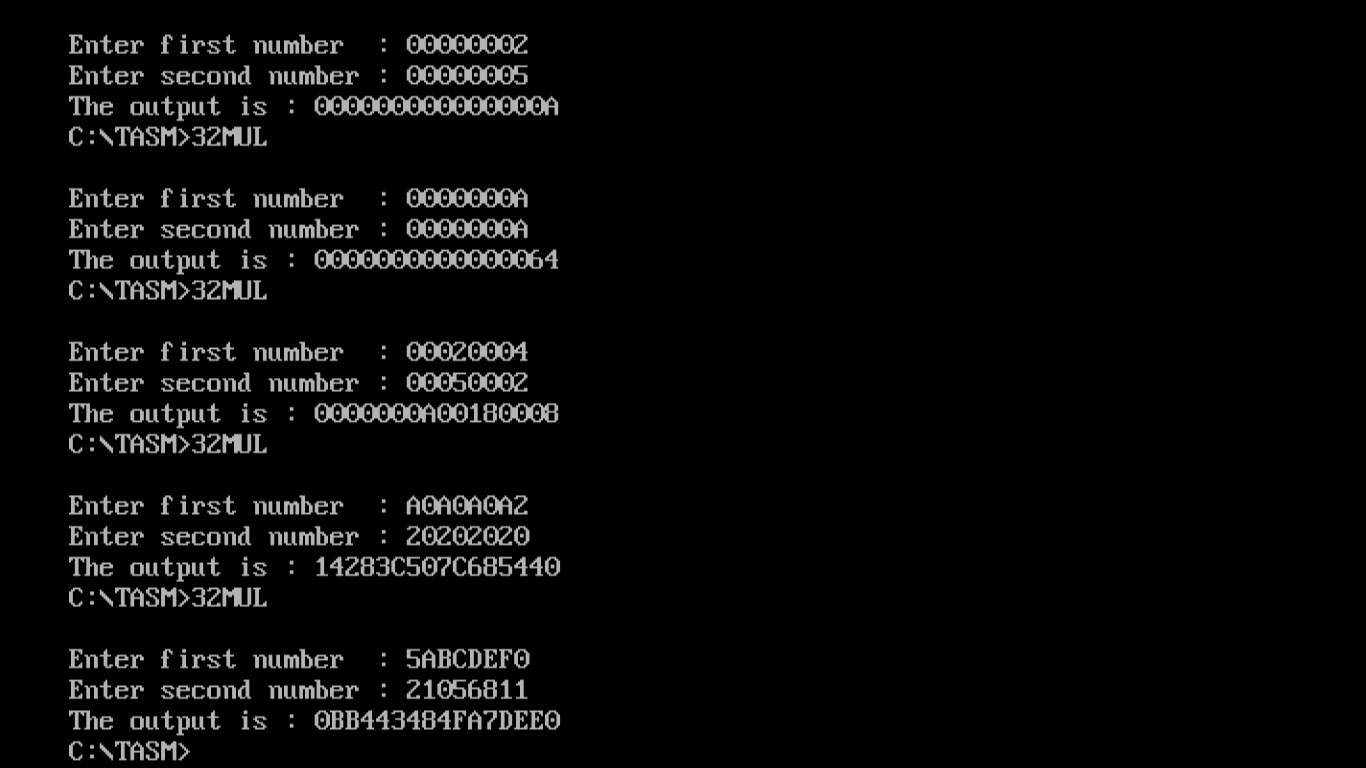 Enter first number  : 00000002
Enter second number : 00000005
The output is : 000000000000000A
C:\TASM>32MUL
Enter first number  : 0000000A
Enter second number : 0000000A
The output is : 0000000000000064
C:\TASM>32MUL
Enter first number  : 00020004
Enter second number : 00050002
The output is : 0000000A00180008
C:\TASM>32MUL
Enter first number  : A0A0A0A2
Enter second number : 20202020
The output is : 14283C507C685440
C:\TASM>32MUL
Enter first number  : 5ABCDEF0
Enter second number : 21056811
The output is : 0BB443484FA7DEE0
C:\TASM>